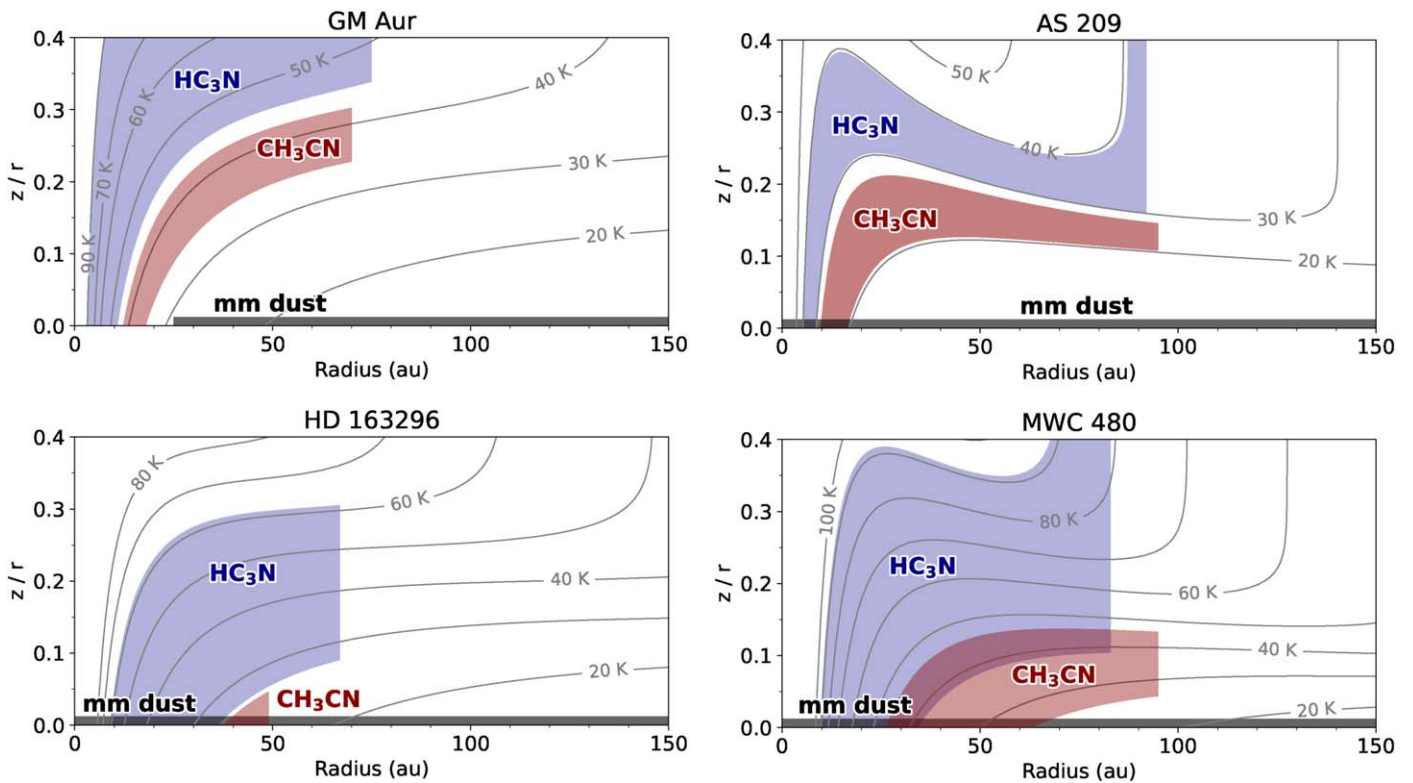 GM Aur
0.4
0.3
0.2
0.1
0.0
z / r
HC₃N
CH₃CN
90 K
70 K
60 K
50 K
40 K
30 K
20 K
mm dust
0
50
100
150
Radius (au)
AS 209
0.4
0.3
0.2
0.1
0.0
z / r
50 K
HC₃N
40 K
CH₃CN
30 K
20 K
mm dust
0
50
100
150
Radius (au)
HD 163296
0.4
0.3
0.2
0.1
0.0
z / r
80 K
60 K
HC₃N
40 K
20 K
CH₃CN
mm dust
0
50
100
150
Radius (au)
MWC 480
0.4
0.3
0.2
0.1
0.0
z / r
100 K
80 K
HC₃N
60 K
40 K
CH₃CN
20 K
mm dust
0
50
100
150
Radius (au)